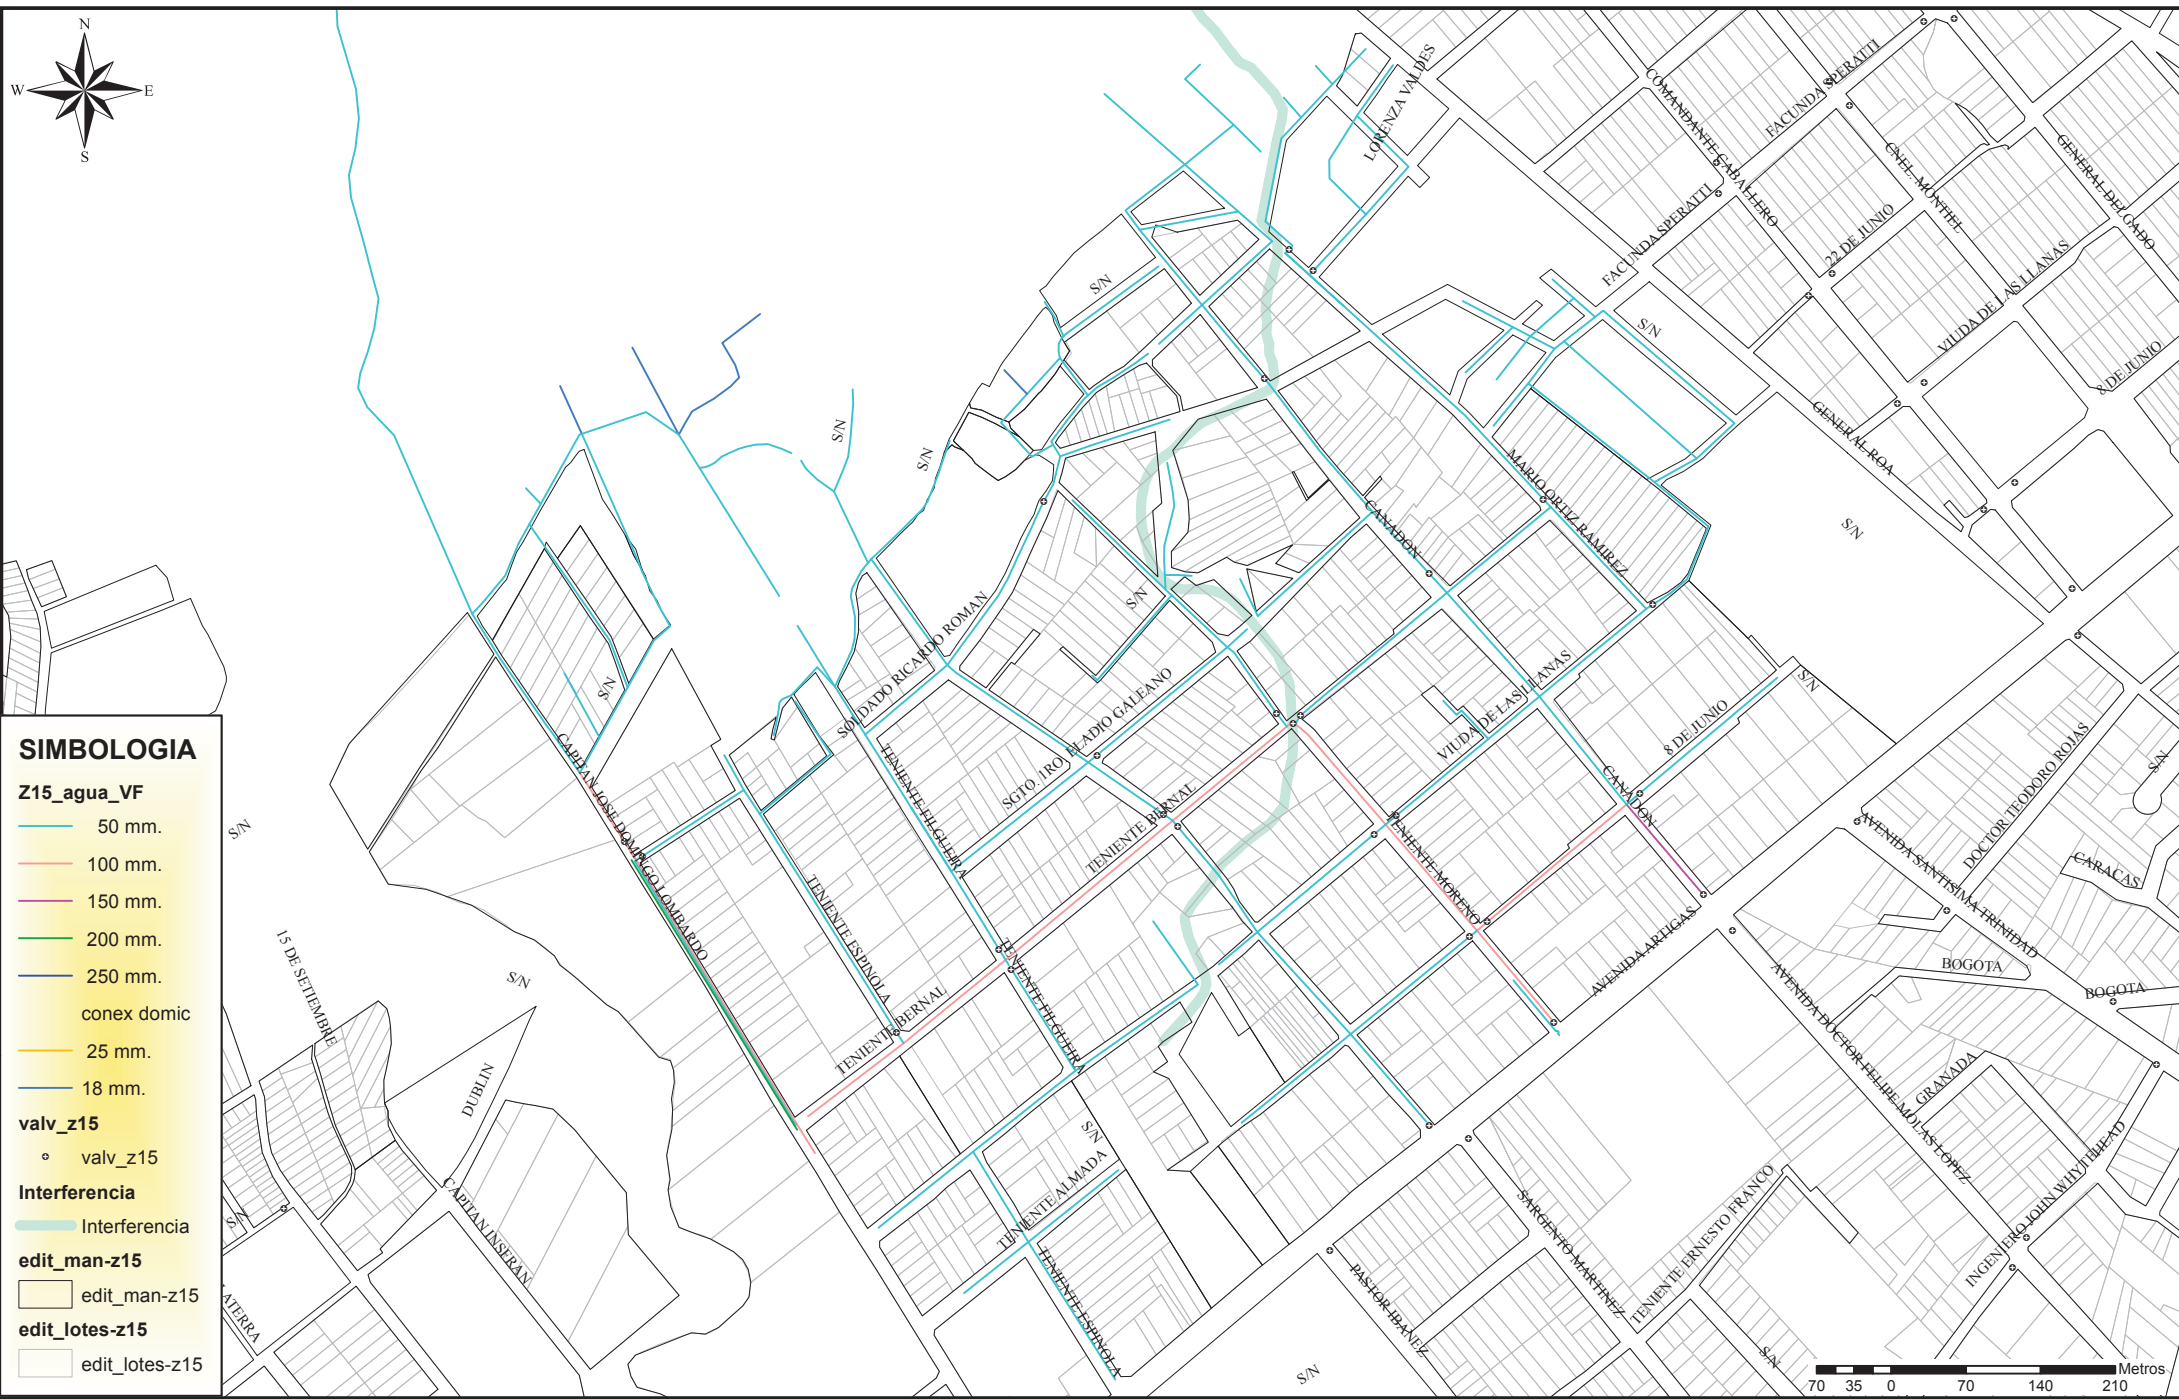 N
W
E
S
LORENZA VALDES
COMANDANTE CABALLERO
FACUNDA SPERATTI
CNEL. MONTIEL
GENERAL DELGADO
FACUNDA SPERATTI
22 DE JUNIO
VIUDA DE LAS LLANAS
8 DE JUNIO
S/N
S/N
GENERAL ROA
S/N
S/N
S/N
MARIO ORTIZ RAMIREZ
CANADON
S/N
S/N
SOLDADO RICARDO ROMAN
SGTO. 1RO. ELADIO GALEANO
VIUDA DE LAS LLANAS
8 DE JUNIO
S/N
S/N
CAPITAN JOSE DOMINGO LOMBARDO
TENIENTE FILGUEIRA
TENIENTE BERNAL
TENIENTE MORENO
CANADON
AVENIDA SANTISIMA TRINIDAD
DOCTOR TEODORO ROJAS
S/N
CARACAS
BOGOTA
BOGOTA
AVENIDA ARTIGAS
AVENIDA DOCTOR FELIPE MOLAS LOPEZ
GRANADA
INGENIERO JOHN WHYTHEHEAD
TENIENTE ESPINOLA
TENIENTE BERNAL
TENIENTE FILGUEIRA
S/N
S/N
15 DE SETIEMBRE
DUBLIN
CAPITAN INSERAN
S/N
S/N
TENIENTE ALMADA
TENIENTE ESPINOLA
SARGENTO MARTINEZ
TENIENTE ERNESTO FRANCO
PASTOR IBAÑEZ
S/N
S/N
LATERRA
SIMBOLOGIA
Z15_agua_VF
50 mm.
100 mm.
150 mm.
200 mm.
250 mm.
conex domic
25 mm.
18 mm.
valv_z15
valv_z15
Interferencia
Interferencia
edit_man-z15
edit_man-z15
edit_lotes-z15
edit_lotes-z15
Metros
70 35 0 70 140 210